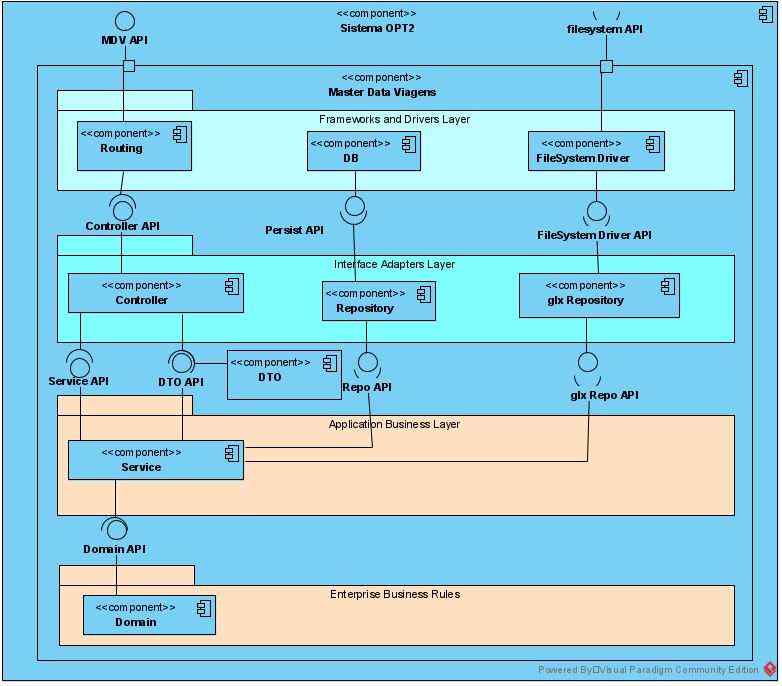 <<component>>
Sistema OPT2
MDV API
filesystem API
<<component>>
Master Data Viagens
Frameworks and Drivers Layer
<<component>>
Routing
<<component>>
DB
<<component>>
FileSystem Driver
Controller API
Persist API
FileSystem Driver API
Interface Adapters Layer
<<component>>
Controller
<<component>>
Repository
<<component>>
glx Repository
Service API
DTO API
<<component>>
DTO
Repo API
glx Repo API
Application Business Layer
<<component>>
Service
Domain API
Enterprise Business Rules
<<component>>
Domain
Powered By Visual Paradigm Community Edition